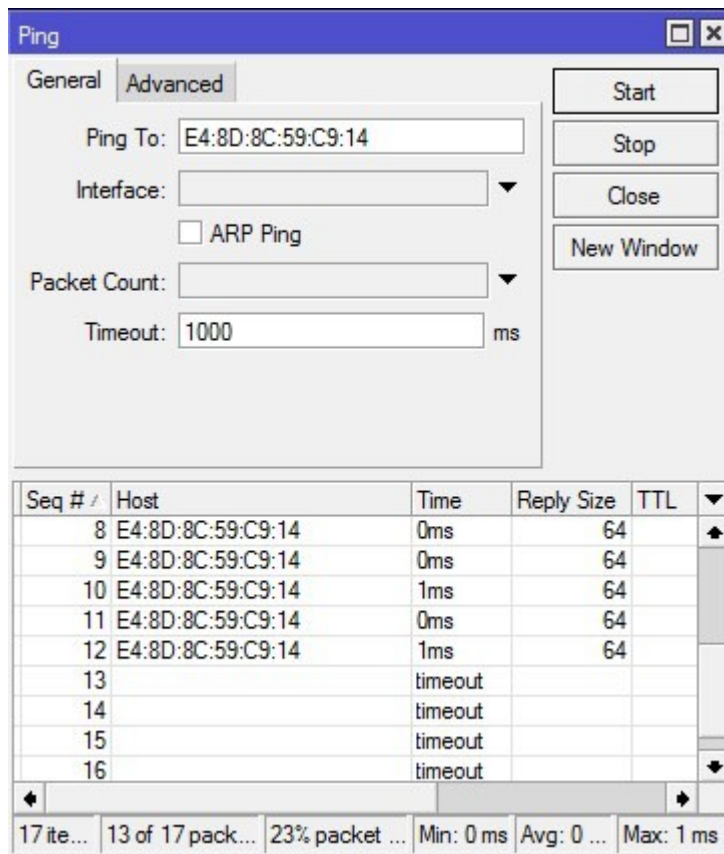 Ping
General Advanced Start
Ping To: E4:8D:8C:59:C9:14 Stop
Interface: Close
ARP Ping New Window
Packet Count:
Timeout: 1000 ms
Seq # Host Time Reply Size TTL
8 E4:8D:8C:59:C9:14 0ms 64
9 E4:8D:8C:59:C9:14 0ms 64
10 E4:8D:8C:59:C9:14 1ms 64
11 E4:8D:8C:59:C9:14 0ms 64
12 E4:8D:8C:59:C9:14 1ms 64
13 timeout
14 timeout
15 timeout
16 timeout
17 ite... 13 of 17 pack... 23% packet ... Min: 0 ms Avg: 0 ... Max: 1 ms